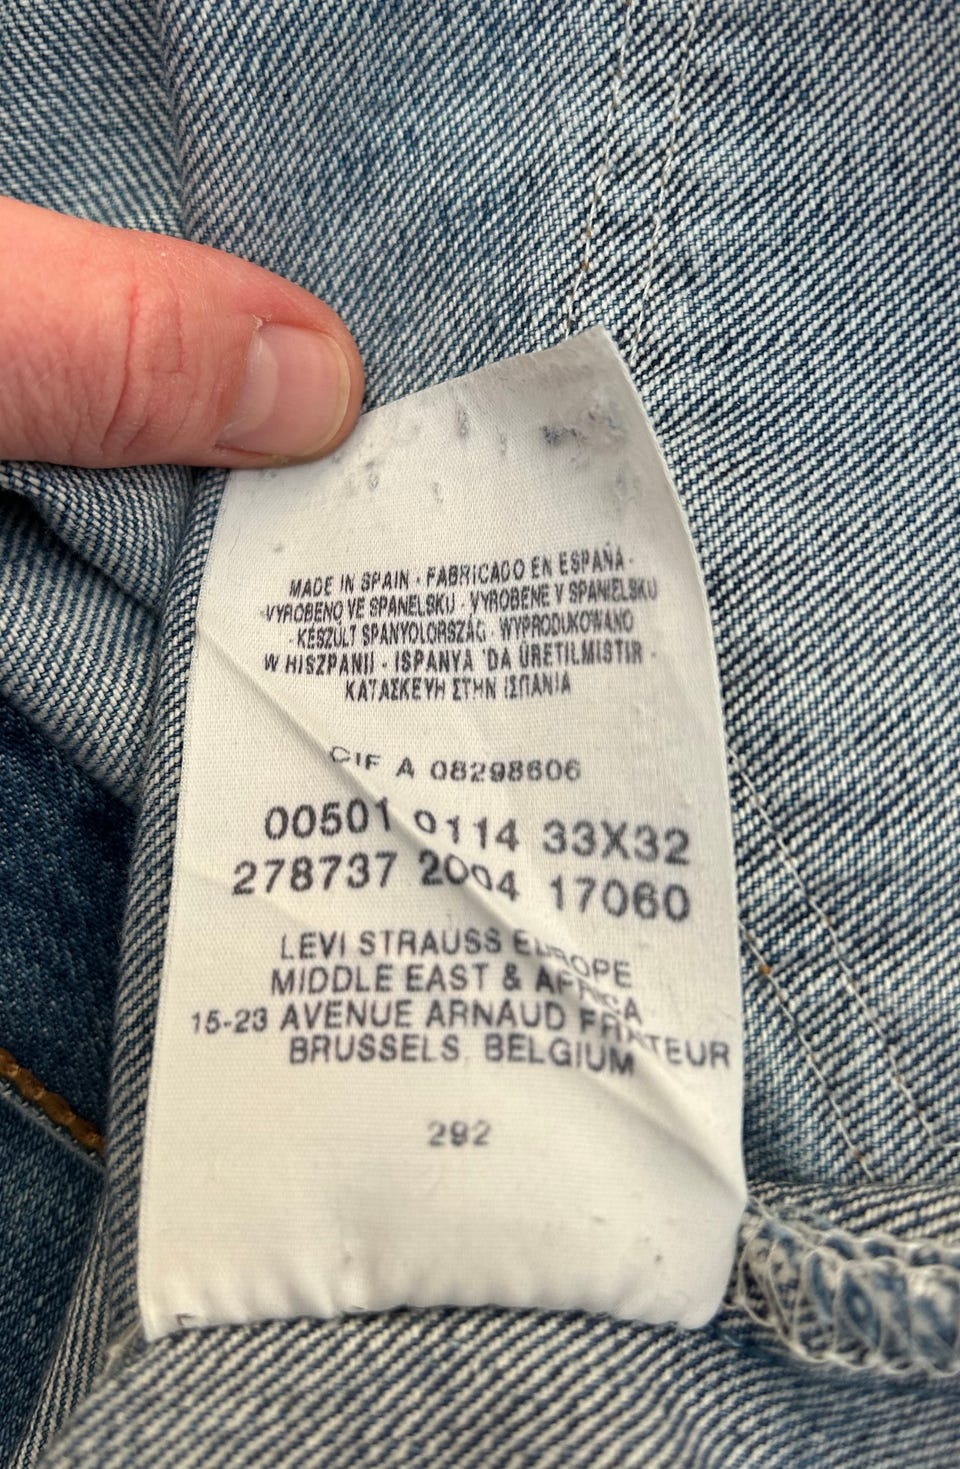 MADE IN SPAIN · FABRICADO EN ESPAÑA ·
·VYROBENO VE SPANELSKU · VYROBENE V SPANIELSKU
· KÉSZULT SPANYOLORSZÁG · WYPRODUKOWANO
W HISZPANII · ISPANYA 'DA ÜRETILMISTIR ·
ΚΑΤΑΣΚΕΥΗ ΣΤΗΝ ΙΣΠΑΝΙΑ
CIF A 08298606
00501 0114 33X32
278737 2004 17060
LEVI STRAUSS EUROPE
MIDDLE EAST & AFRICA
15-23 AVENUE ARNAUD FRAITEUR
BRUSSELS, BELGIUM
292